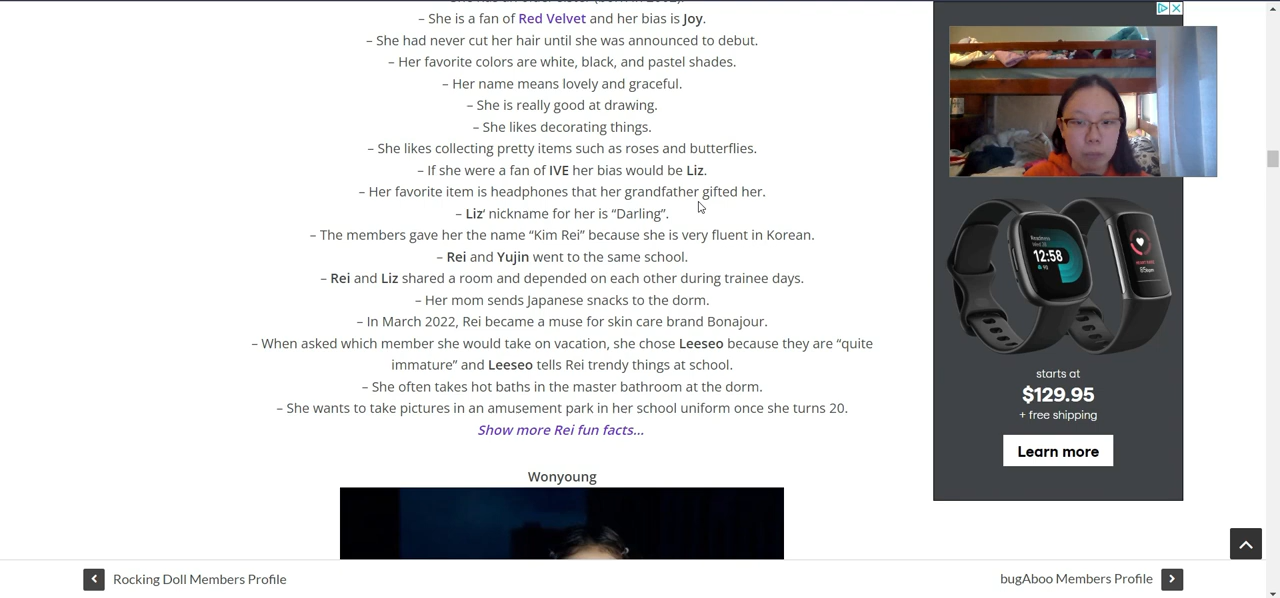 – She is a fan of Red Velvet and her bias is Joy.
– She had never cut her hair until she was announced to debut.
– Her favorite colors are white, black, and pastel shades.
– Her name means lovely and graceful.
– She is really good at drawing.
– She likes decorating things.
– She likes collecting pretty items such as roses and butterflies.
– If she were a fan of IVE her bias would be Liz.
– Her favorite item is headphones that her grandfather gifted her.
– Liz’ nickname for her is “Darling”.
– The members gave her the name “Kim Rei” because she is very fluent in Korean.
– Rei and Yujin went to the same school.
– Rei and Liz shared a room and depended on each other during trainee days.
– Her mom sends Japanese snacks to the dorm.
– In March 2022, Rei became a muse for skin care brand Bonajour.
– When asked which member she would take on vacation, she chose Leeseo because they are “quite
immature” and Leeseo tells Rei trendy things at school.
– She often takes hot baths in the master bathroom at the dorm.
– She wants to take pictures in an amusement park in her school uniform once she turns 20.
Show more Rei fun facts…
Wonyoung
12:58
starts at
$129.95
+ free shipping
Learn more
Rocking Doll Members Profile
bugAboo Members Profile